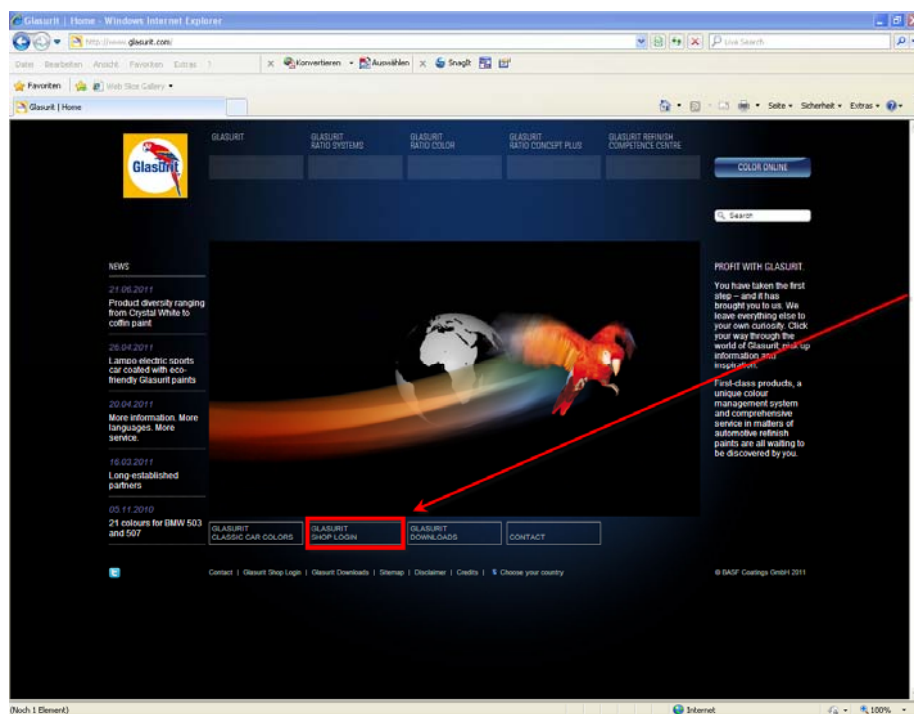 Glasurit | Home - Windows Internet Explorer
http://www.glasurit.com/
Live Search
Datei Bearbeiten Ansicht Favoriten Extras ?
x Konvertieren Auswählen x SnagIt
Favoriten Web Slice Gallery
Glasurit | Home
Seite Sicherheit Extras
GLASURIT
GLASURIT
RATIO SYSTEMS
GLASURIT
RATIO COLOR
GLASURIT
RATIO CONCEPT PLUS
GLASURIT REFINISH
COMPETENCE CENTRE
Glasurit
COLOR ONLINE
Search
NEWS
21.06.2011
Product diversity ranging
from Crystal White to
coffin paint
26.04.2011
Lampo electric sports
car coated with eco-
friendly Glasurit paints
20.04.2011
More information. More
languages. More
service.
16.03.2011
Long-established
partners
05.11.2010
21 colours for BMW 503
and 507
PROFIT WITH GLASURIT.
You have taken the first
step – and it has
brought you to us. We
leave everything else to
your own curiosity. Click
your way through the
world of Glasurit, pick up
information and
inspiration.
First-class products, a
unique colour
management system
and comprehensive
service in matters of
automotive refinish
paints are all waiting to
be discovered by you.
GLASURIT
CLASSIC CAR COLORS
GLASURIT
SHOP LOGIN
GLASURIT
DOWNLOADS
CONTACT
Contact | Glasurit Shop Login | Glasurit Downloads | Sitemap | Disclaimer | Credits | Choose your country
© BASF Coatings GmbH 2011
(Noch 1 Element)
Internet
100%